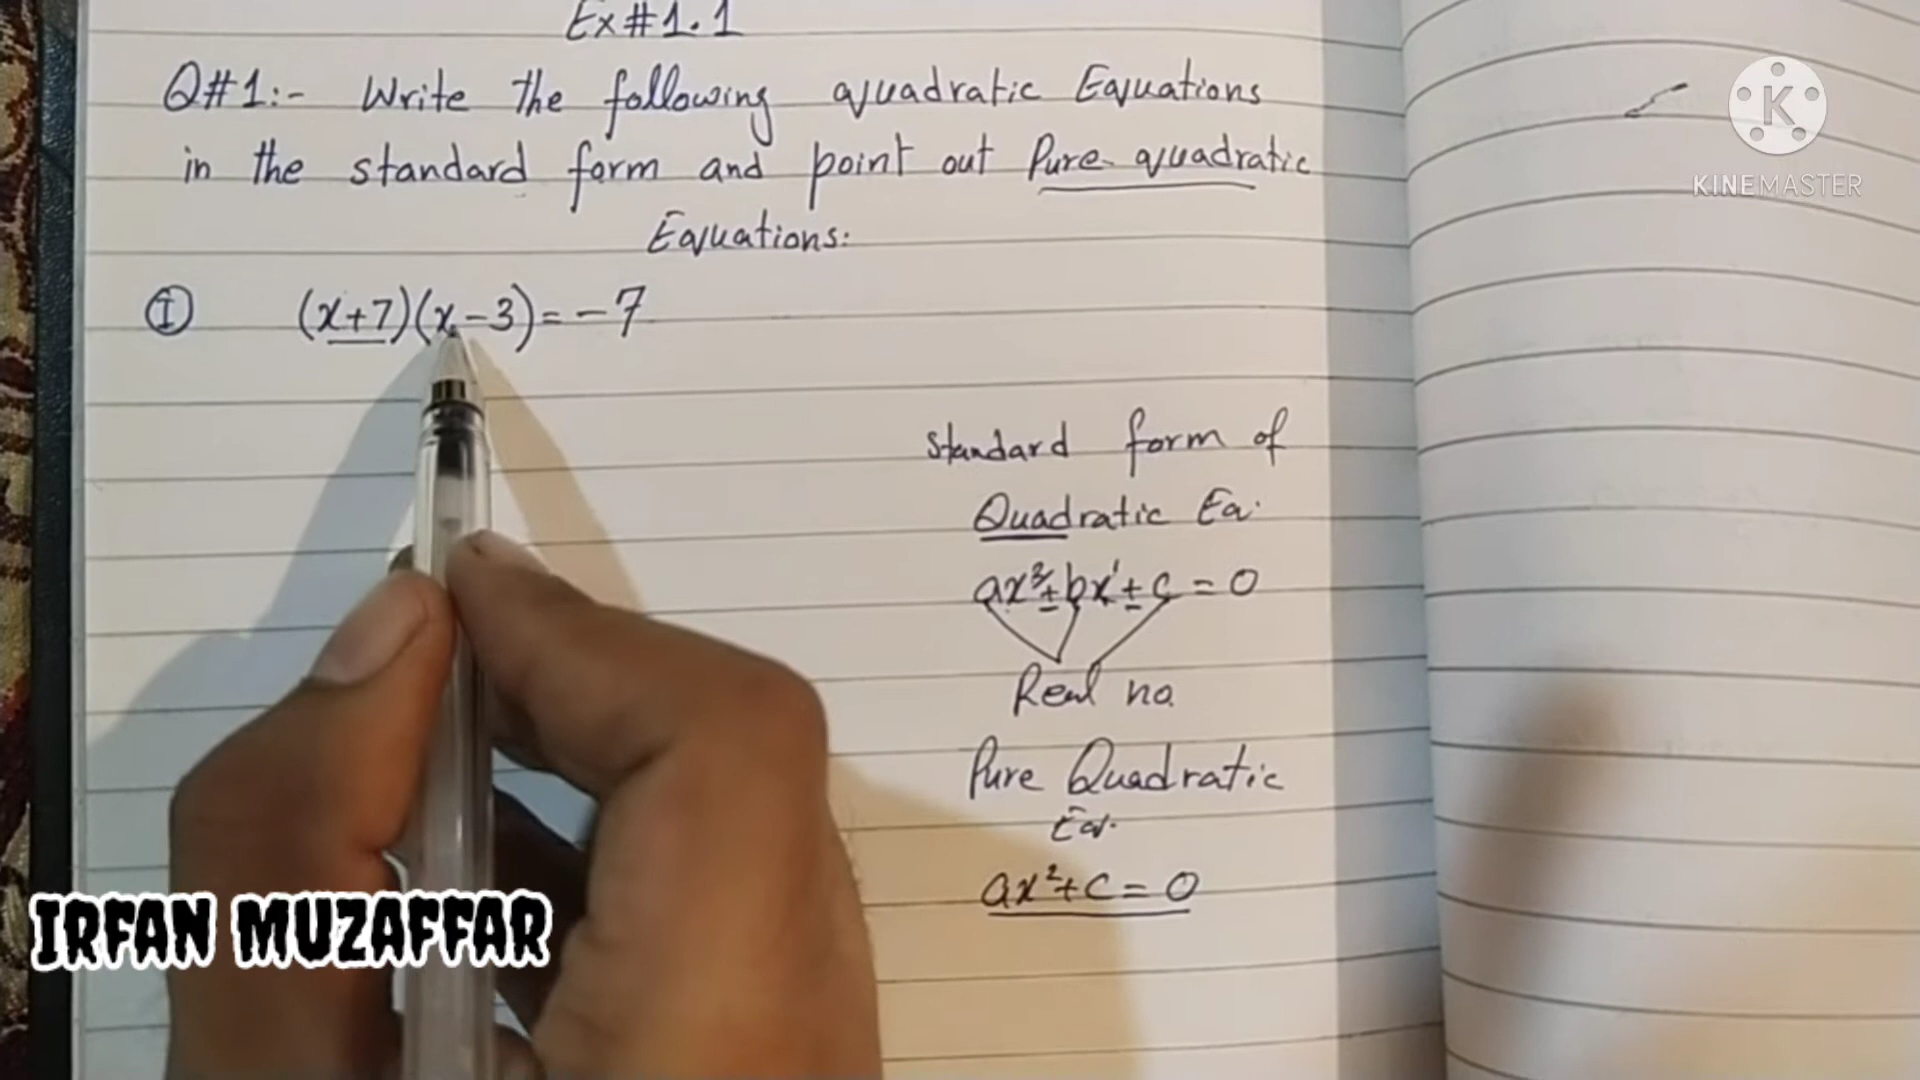 Ex#1.1
Q#1:- Write the following quadratic Equations
in the standard form and point out Pure quadratic
Equations:
KINEMASTER
I (x+7)(x-3)=-7
Standard form of
Quadratic Eq.
ax²+bx¹+c=0
Real no.
Pure Quadratic
Eq.
ax²+c=0
IRFAN MUZAFFAR